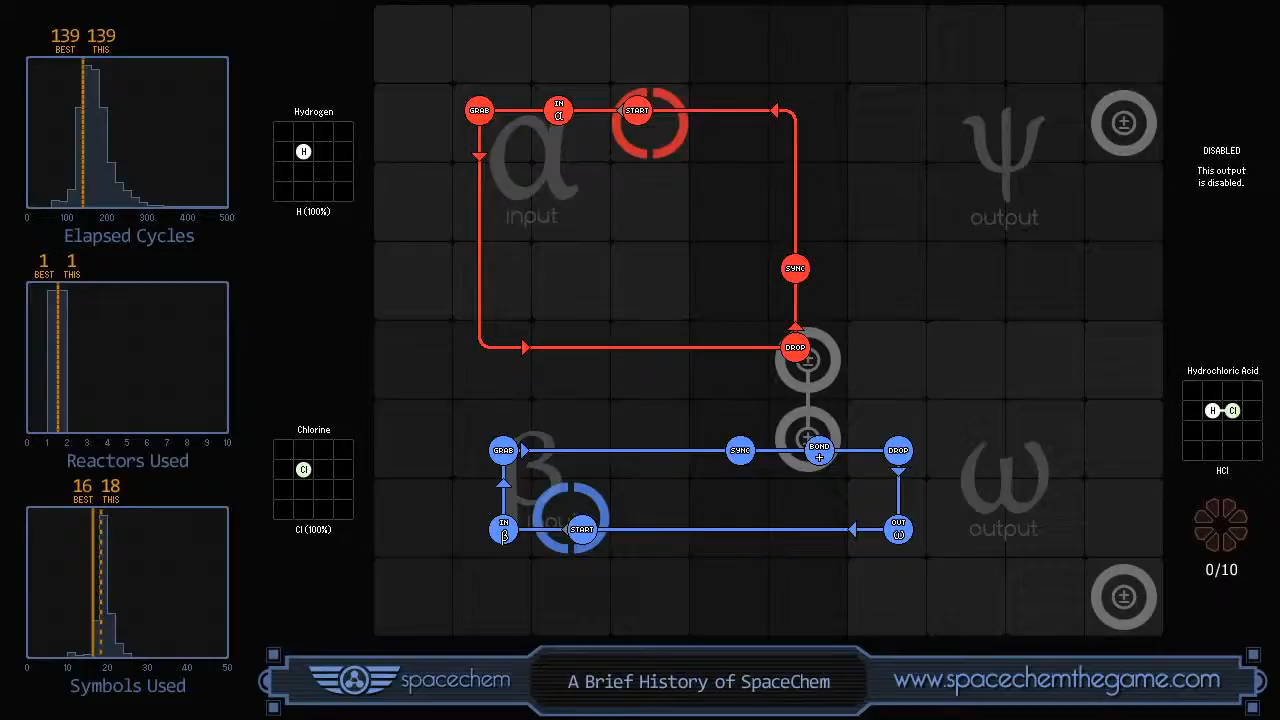 139 139
BEST THIS
0 100 200 300 400 500
Elapsed Cycles
1 1
BEST THIS
0 1 2 3 4 5 6 7 8 9 10
Reactors Used
16 18
BEST THIS
0 10 20 30 40 50
Symbols Used
Hydrogen
H
H (100%)
Chlorine
Cl
Cl (100%)
GRAB
IN
α
START
α
input
SYNC
DROP
ψ
output
DISABLED
This output
is disabled.
β
GRAB
SYNC
BOND
+
DROP
IN
β
START
OUT
ω
ω
output
Hydrochloric Acid
H Cl
HCl
0/10
spacechem
A Brief History of SpaceChem
www.spacechemthegame.com